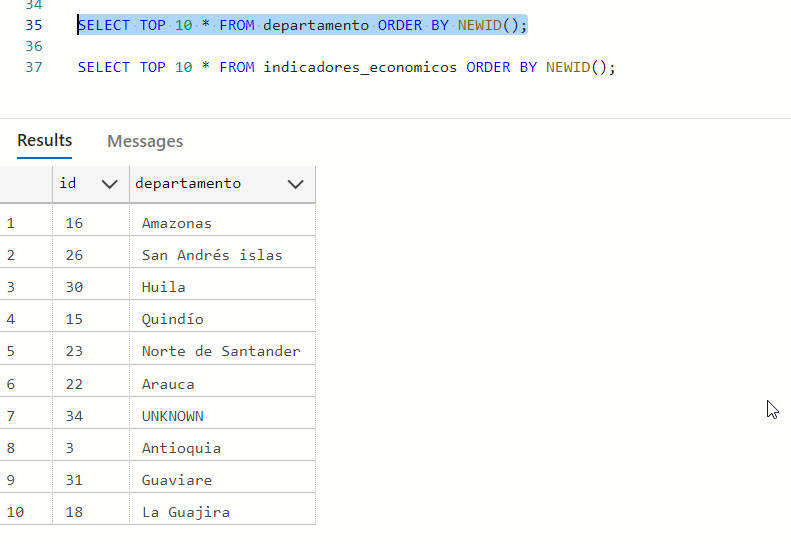 34
35 SELECT TOP 10 * FROM departamento ORDER BY NEWID();
36
37 SELECT TOP 10 * FROM indicadores_economicos ORDER BY NEWID();
Results Messages
id departamento
1 16 Amazonas
2 26 San Andrés islas
3 30 Huila
4 15 Quindío
5 23 Norte de Santander
6 22 Arauca
7 34 UNKNOWN
8 3 Antioquia
9 31 Guaviare
10 18 La Guajira